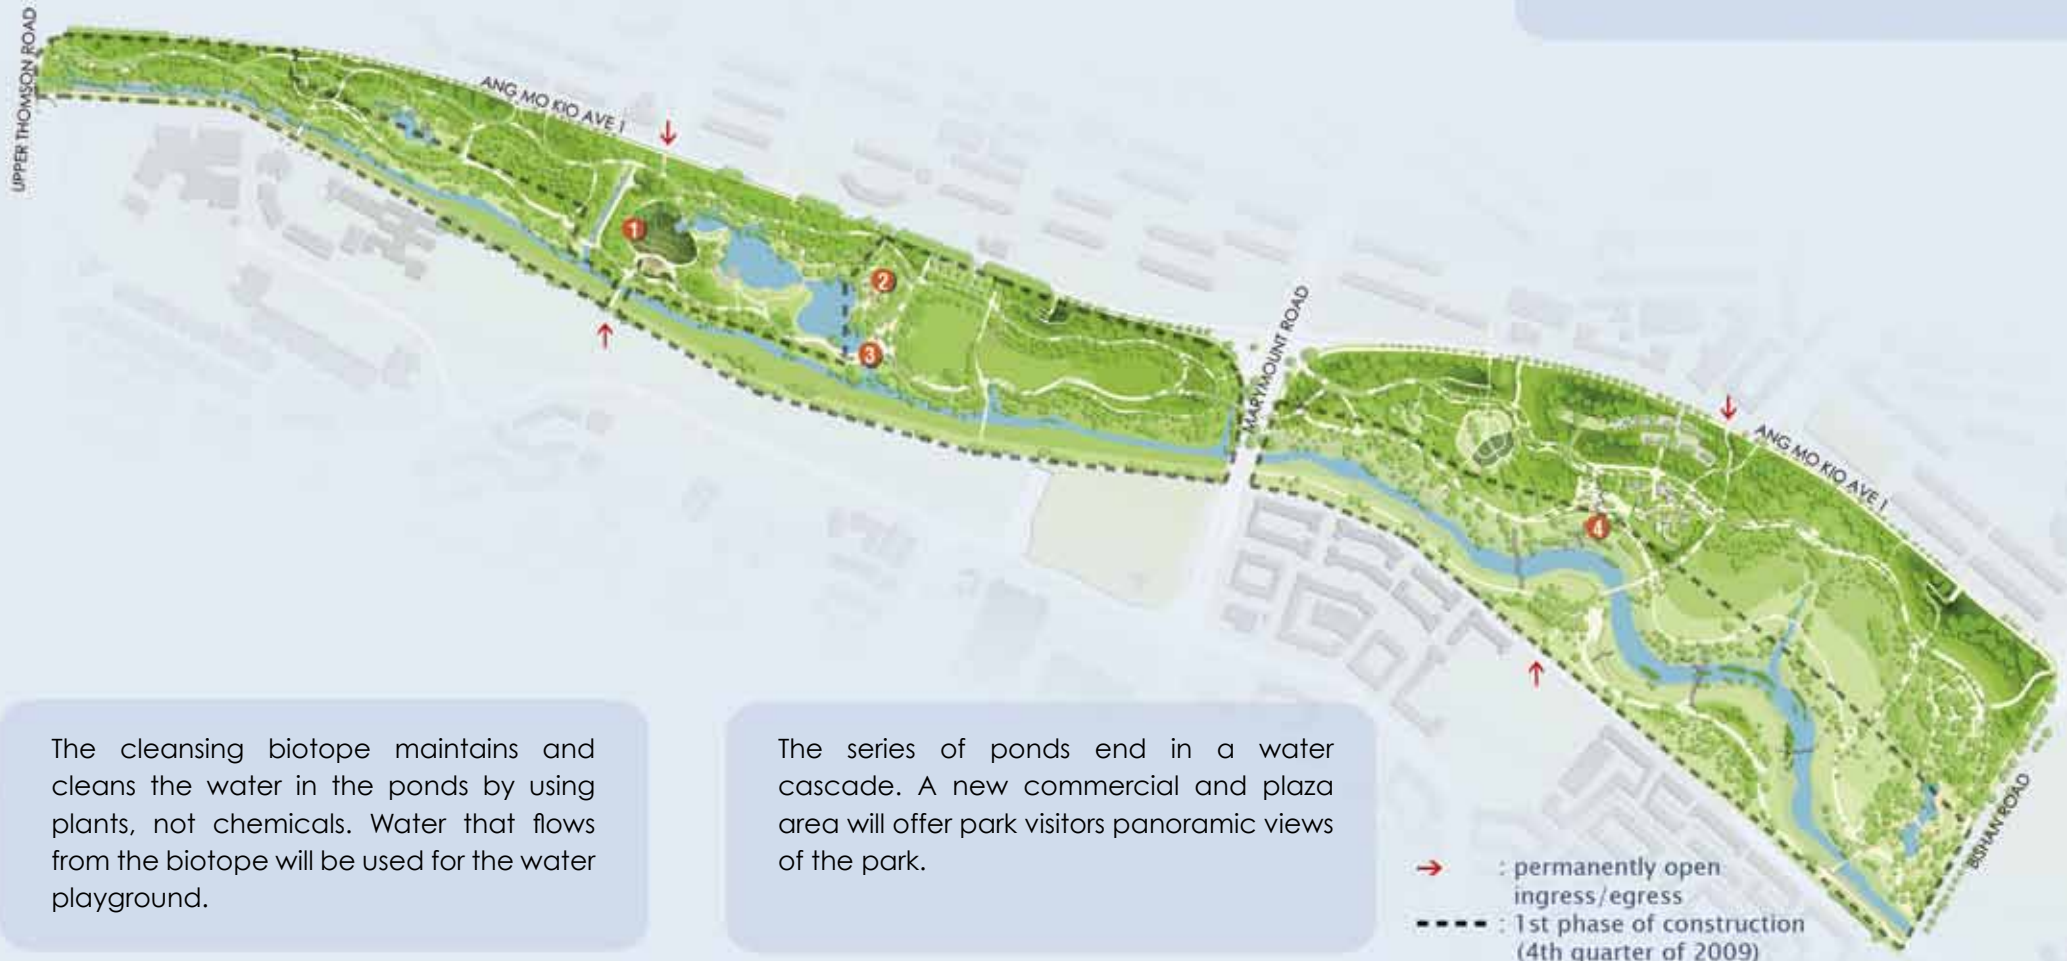 UPPER THOMSON ROAD
ANG MO KIO AVE 1
1
2
3
MARYMOUNT ROAD
4
ANG MO KIO AVE 1
BISHAN ROAD
The cleansing biotope maintains and
cleans the water in the ponds by using
plants, not chemicals. Water that flows
from the biotope will be used for the water
playground.
The series of ponds end in a water
cascade. A new commercial and plaza
area will offer park visitors panoramic views
of the park.
: permanently open
ingress/egress
: 1st phase of construction
(4th quarter of 2009)